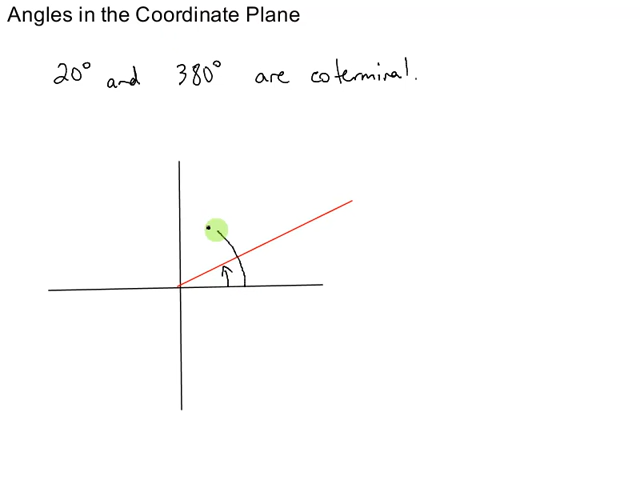 Angles in the Coordinate Plane
20° and 380° are coterminal.